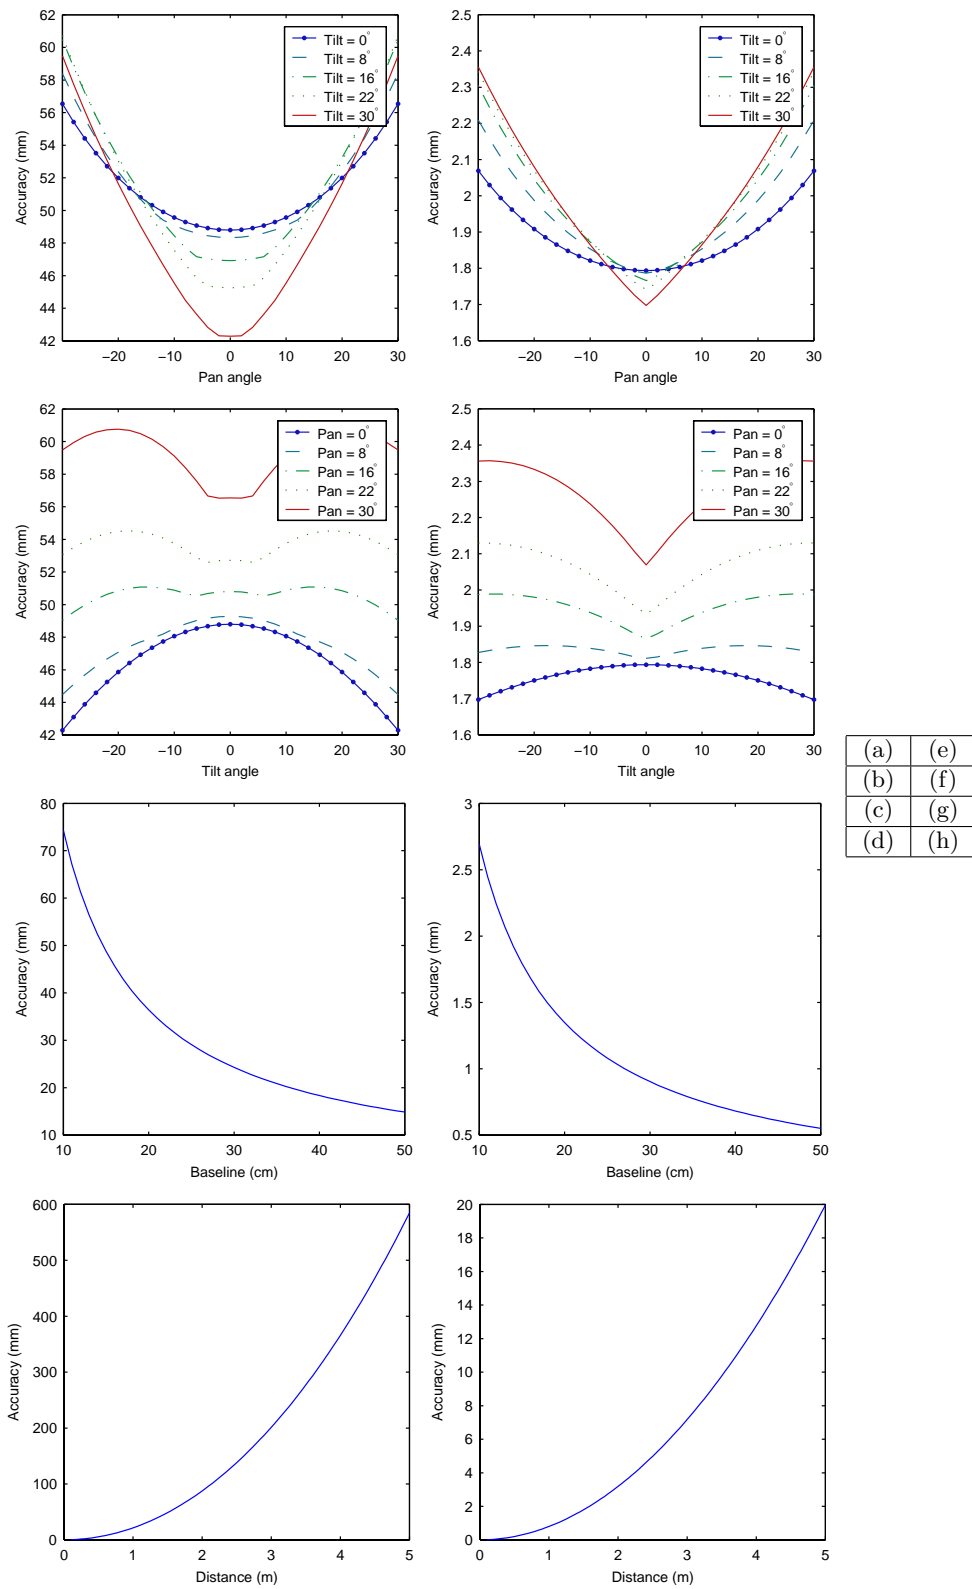 62
60
58
56
54
52
50
48
46
44
42
Accuracy (mm)
−20 −10 0 10 20 30
Pan angle
Tilt = 0°
Tilt = 8°
Tilt = 16°
Tilt = 22°
Tilt = 30°
2.5
2.4
2.3
2.2
2.1
2
1.9
1.8
1.7
1.6
Accuracy (mm)
−20 −10 0 10 20 30
Pan angle
Tilt = 0°
Tilt = 8°
Tilt = 16°
Tilt = 22°
Tilt = 30°
62
60
58
56
54
52
50
48
46
44
42
Accuracy (mm)
−20 −10 0 10 20 30
Tilt angle
Pan = 0°
Pan = 8°
Pan = 16°
Pan = 22°
Pan = 30°
2.5
2.4
2.3
2.2
2.1
2
1.9
1.8
1.7
1.6
Accuracy (mm)
−20 −10 0 10 20 30
Tilt angle
Pan = 0°
Pan = 8°
Pan = 16°
Pan = 22°
Pan = 30°
(a) (e)
(b) (f)
(c) (g)
(d) (h)
80
70
60
50
40
30
20
10
Accuracy (mm)
10 20 30 40 50
Baseline (cm)
3
2.5
2
1.5
1
0.5
Accuracy (mm)
10 20 30 40 50
Baseline (cm)
600
500
400
300
200
100
0
Accuracy (mm)
0 1 2 3 4 5
Distance (m)
20
18
16
14
12
10
8
6
4
2
0
Accuracy (mm)
0 1 2 3 4 5
Distance (m)